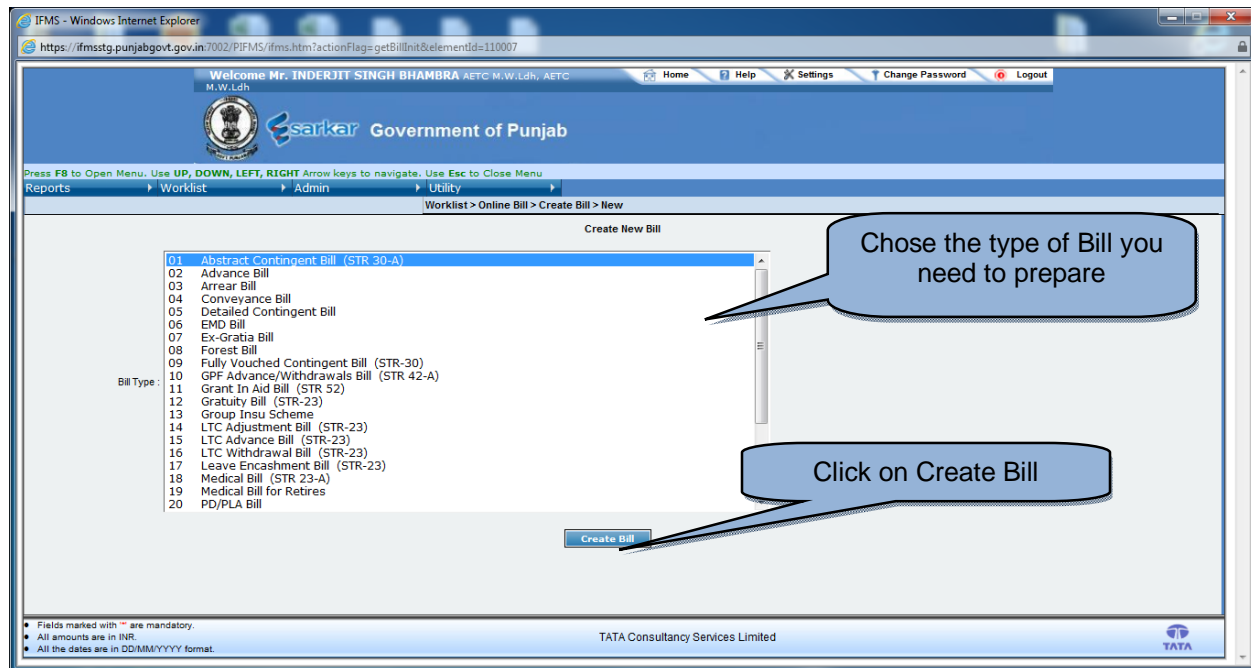 IFMS - Windows Internet Explorer
https://ifmsstg.punjabgovt.gov.in:7002/PIFMS/ifms.htm?actionFlag=getBillInit&elementId=110007
Welcome Mr. INDERJIT SINGH BHAMBRA AETC M.W.Ldh, AETC
M.W.Ldh
Home Help Settings Change Password Logout
esarkar Government of Punjab
Press F8 to Open Menu. Use UP, DOWN, LEFT, RIGHT Arrow keys to navigate. Use Esc to Close Menu
Reports Worklist Admin Utility
Worklist > Online Bill > Create Bill > New
Create New Bill
Chose the type of Bill you
need to prepare
Bill Type :
01 Abstract Contingent Bill (STR 30-A)
02 Advance Bill
03 Arrear Bill
04 Conveyance Bill
05 Detailed Contingent Bill
06 EMD Bill
07 Ex-Gratia Bill
08 Forest Bill
09 Fully Vouched Contingent Bill (STR-30)
10 GPF Advance/Withdrawals Bill (STR 42-A)
11 Grant In Aid Bill (STR 52)
12 Gratuity Bill (STR-23)
13 Group Insu Scheme
14 LTC Adjustment Bill (STR-23)
15 LTC Advance Bill (STR-23)
16 LTC Withdrawal Bill (STR-23)
17 Leave Encashment Bill (STR-23)
18 Medical Bill (STR 23-A)
19 Medical Bill for Retires
20 PD/PLA Bill
Click on Create Bill
Create Bill
• Fields marked with "*" are mandatory.
• All amounts are in INR.
• All the dates are in DD/MM/YYYY format.
TATA Consultancy Services Limited
TATA